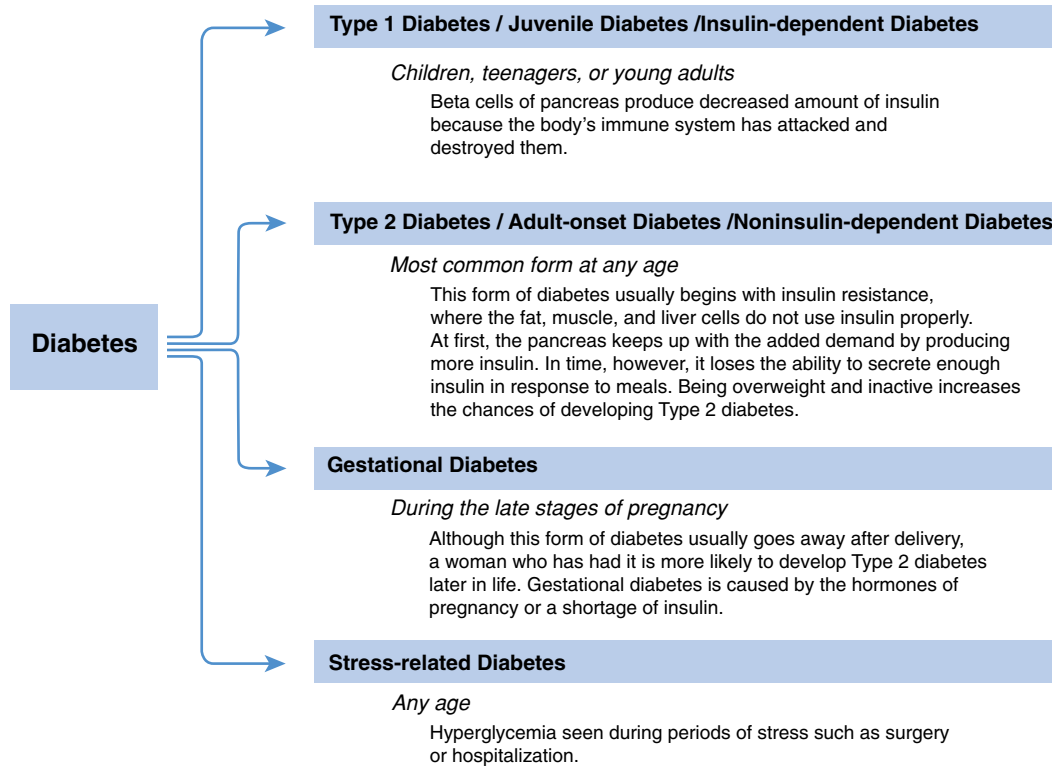 Type 1 Diabetes / Juvenile Diabetes /Insulin-dependent Diabetes
Children, teenagers, or young adults
Beta cells of pancreas produce decreased amount of insulin
because the body's immune system has attacked and
destroyed them.
Type 2 Diabetes / Adult-onset Diabetes /Noninsulin-dependent Diabetes
Most common form at any age
This form of diabetes usually begins with insulin resistance,
where the fat, muscle, and liver cells do not use insulin properly.
At first, the pancreas keeps up with the added demand by producing
more insulin. In time, however, it loses the ability to secrete enough
insulin in response to meals. Being overweight and inactive increases
the chances of developing Type 2 diabetes.
Diabetes
Gestational Diabetes
During the late stages of pregnancy
Although this form of diabetes usually goes away after delivery,
a woman who has had it is more likely to develop Type 2 diabetes
later in life. Gestational diabetes is caused by the hormones of
pregnancy or a shortage of insulin.
Stress-related Diabetes
Any age
Hyperglycemia seen during periods of stress such as surgery
or hospitalization.